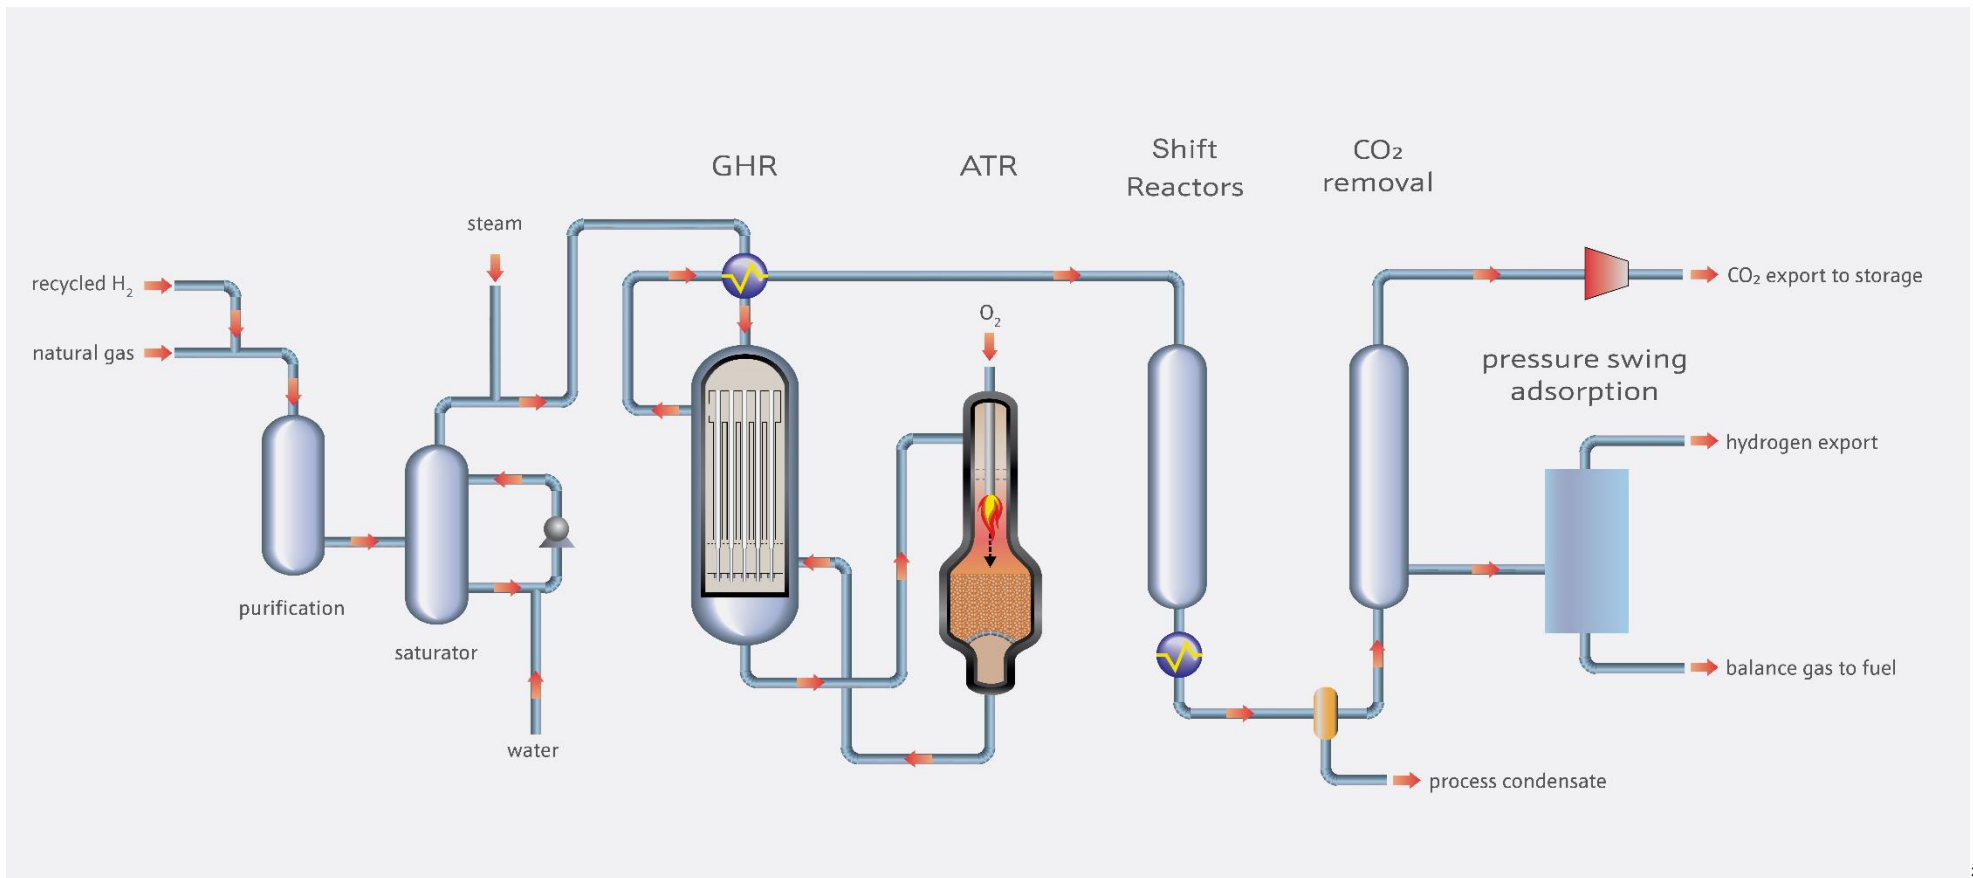 GHR
ATR
Shift
Reactors
CO₂
removal
steam
recycled H₂
natural gas
O₂
CO₂ export to storage
pressure swing
adsorption
hydrogen export
purification
saturator
balance gas to fuel
water
process condensate